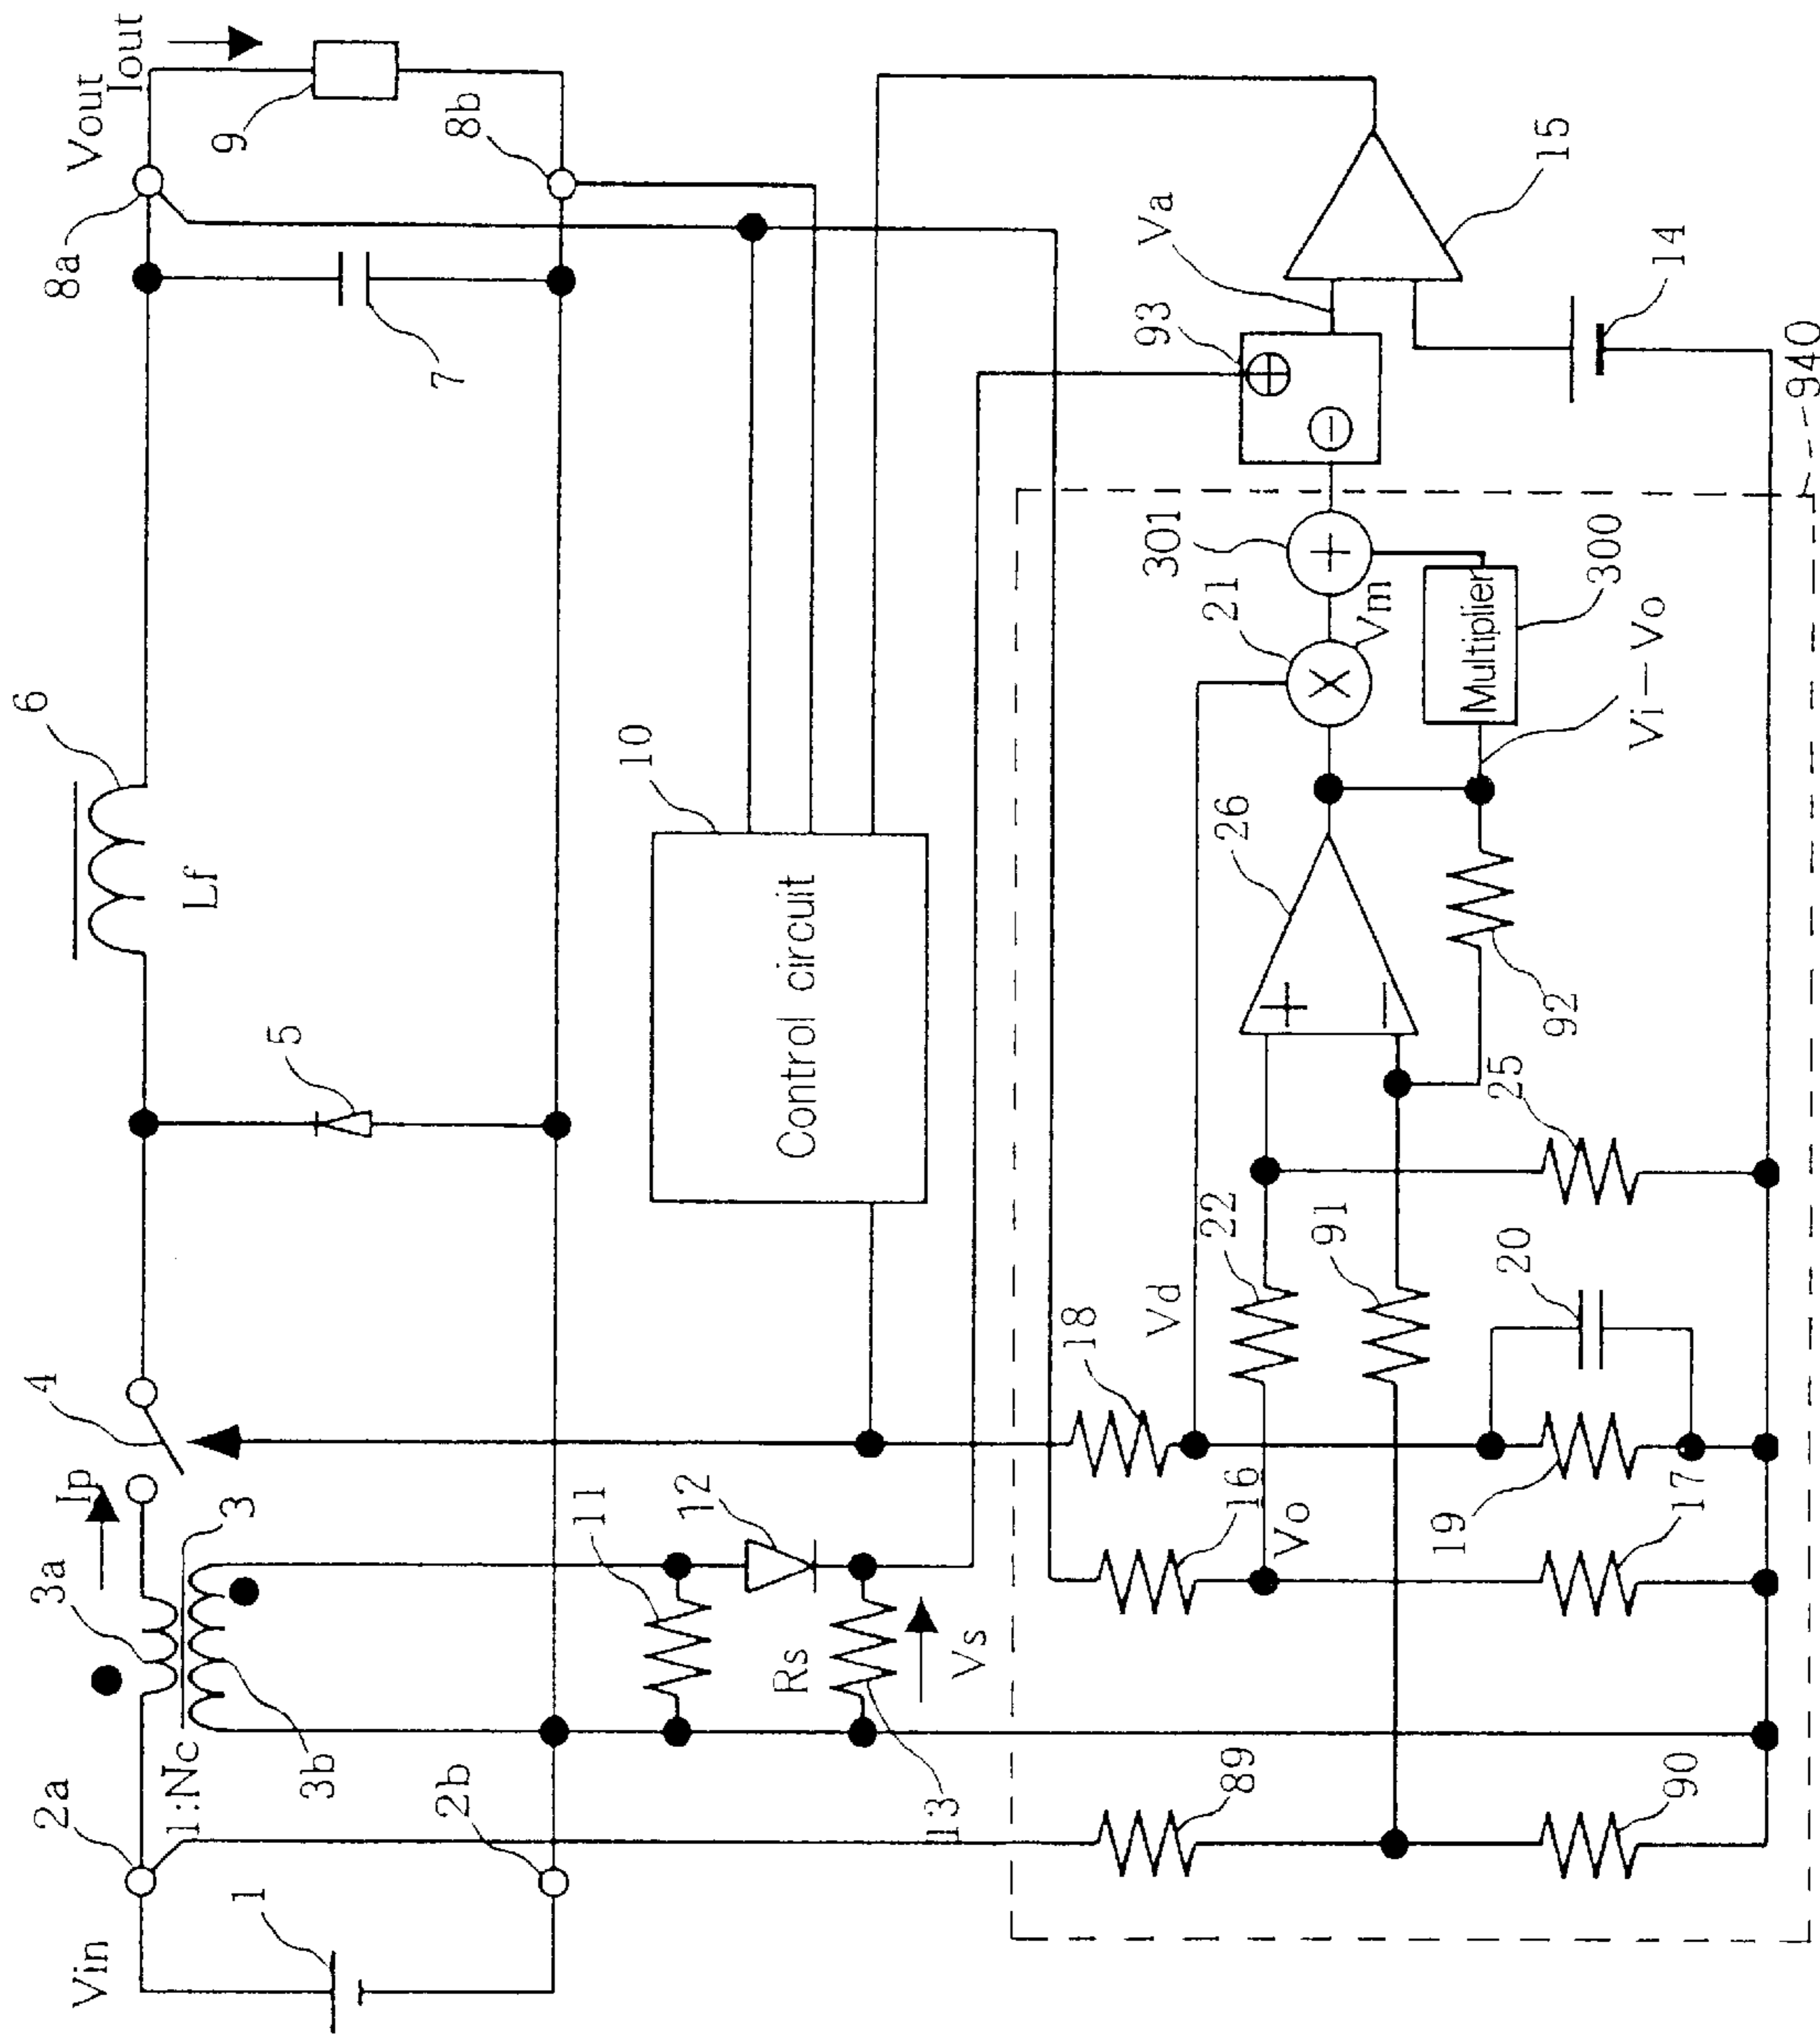 Vin
1
2a
1:Nc
3b
2b
3a
3
Ip
4
5
6
Lf
7
8a
Vout
Iout
9
8b
10
Control circuit
11
12
Rs
13
Vs
89
90
16
Vo
17
18
Vd
19
20
22
91
25
92
26
21
Vm
301
Multiplier
300
Vi—Vo
93
Va
15
14
940